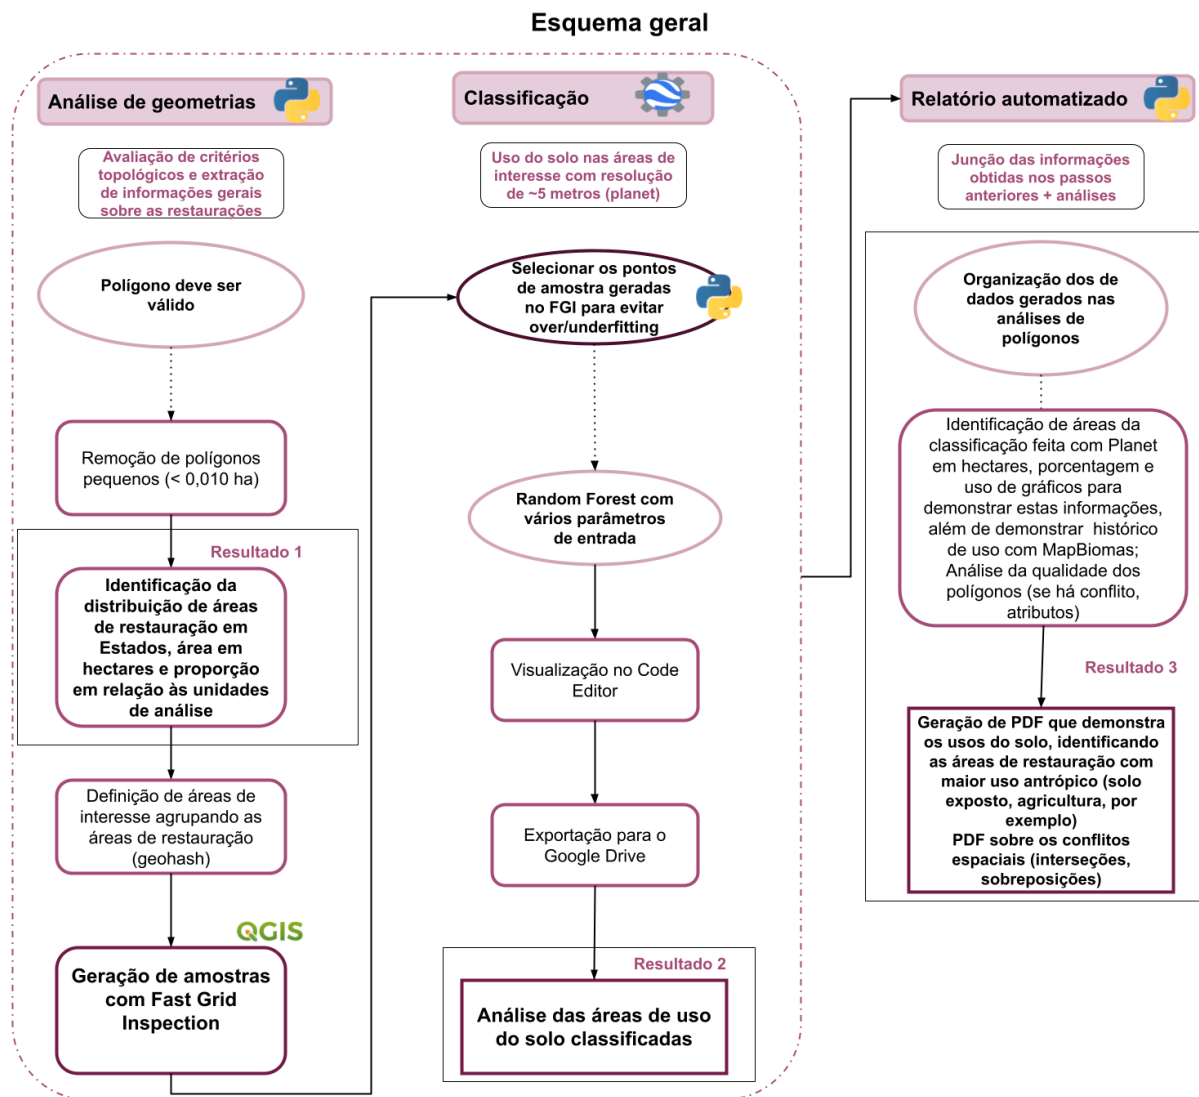 Esquema geral
Análise de geometrias
Avaliação de critérios
topológicos e extração
de informações gerais
sobre as restaurações
Polígono deve ser
válido
Remoção de polígonos
pequenos (< 0,010 ha)
Resultado 1
Identificação da
distribuição de áreas
de restauração em
Estados, área em
hectares e proporção
em relação às unidades
de análise
Definição de áreas de
interesse agrupando as
áreas de restauração
(geohash)
QGIS
Geração de amostras
com Fast Grid
Inspection
Classificação
Uso do solo nas áreas de
interesse com resolução
de ~5 metros (planet)
Selecionar os pontos
de amostra geradas
no FGI para evitar
over/underfitting
Random Forest com
vários parâmetros
de entrada
Visualização no Code
Editor
Exportação para o
Google Drive
Resultado 2
Análise das áreas de uso
do solo classificadas
Relatório automatizado
Junção das informações
obtidas nos passos
anteriores + análises
Organização dos de
dados gerados nas
análises de
polígonos
Identificação de áreas da
classificação feita com Planet
em hectares, porcentagem e
uso de gráficos para
demonstrar estas informações,
além de demonstrar histórico
de uso com MapBiomas;
Análise da qualidade dos
polígonos (se há conflito,
atributos)
Resultado 3
Geração de PDF que demonstra
os usos do solo, identificando
as áreas de restauração com
maior uso antrópico (solo
exposto, agricultura, por
exemplo)
PDF sobre os conflitos
espaciais (interseções,
sobreposições)